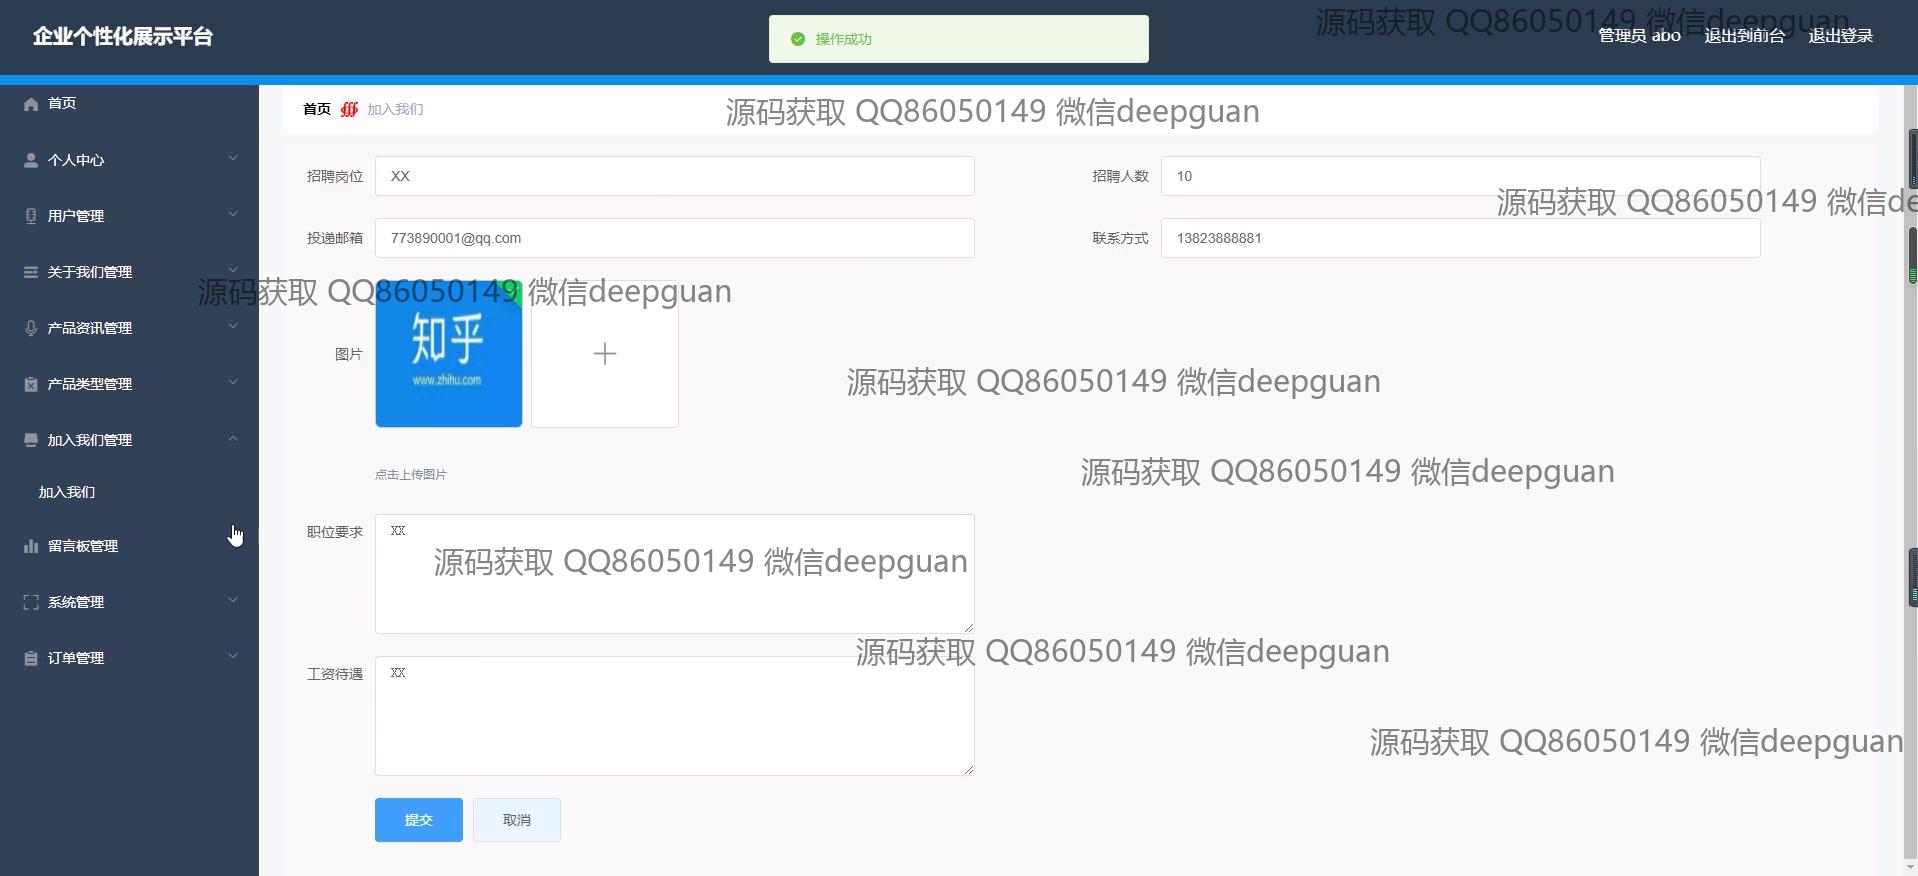 企业个性化展示平台
操作成功
源码获取 QQ86050149 微信deepguan
管理员 abo 退出到前台 退出登录
首页
首页 加入我们
源码获取 QQ86050149 微信deepguan
个人中心
招聘岗位 XX
招聘人数 10
源码获取 QQ86050149 微信de
用户管理
投递邮箱 773890001@qq.com
联系方式 13823888881
关于我们管理
源码获取 QQ86050149 微信deepguan
产品资讯管理
知乎
www.zhihu.com
图片
产品类型管理
源码获取 QQ86050149 微信deepguan
加入我们管理
点击上传图片
源码获取 QQ86050149 微信deepguan
加入我们
职位要求 XX
留言板管理
源码获取 QQ86050149 微信deepguan
系统管理
订单管理
源码获取 QQ86050149 微信deepguan
工资待遇 XX
源码获取 QQ86050149 微信deepguan
提交 取消